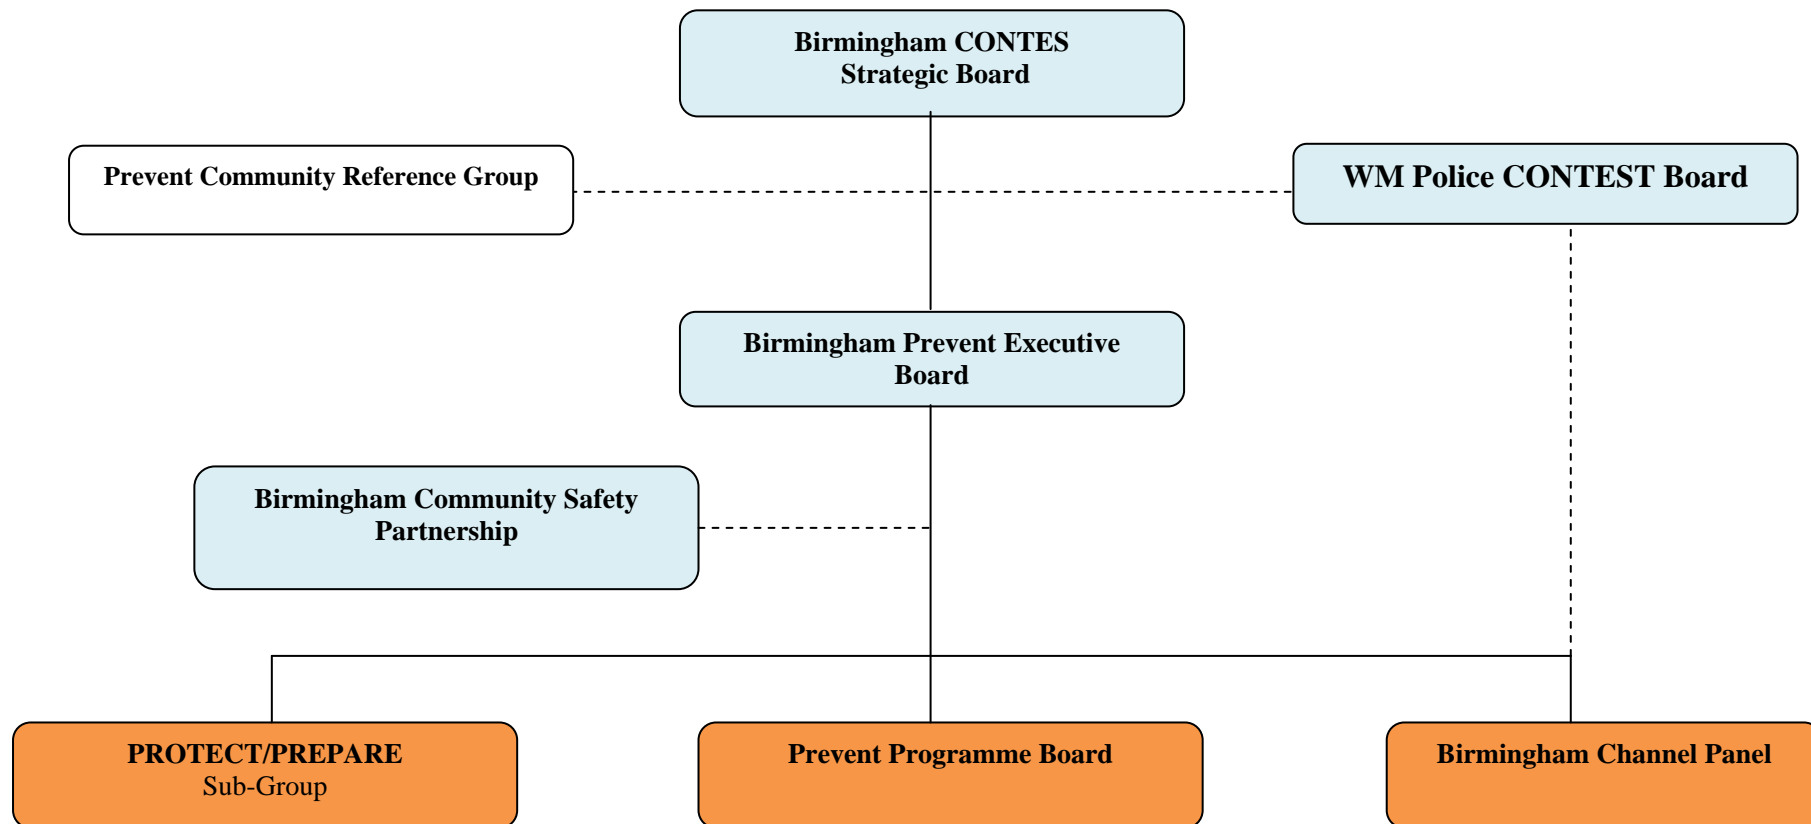 Birmingham CONTES
Strategic Board
Prevent Community Reference Group
WM Police CONTEST Board
Birmingham Prevent Executive
Board
Birmingham Community Safety
Partnership
PROTECT/PREPARE
Sub-Group
Prevent Programme Board
Birmingham Channel Panel